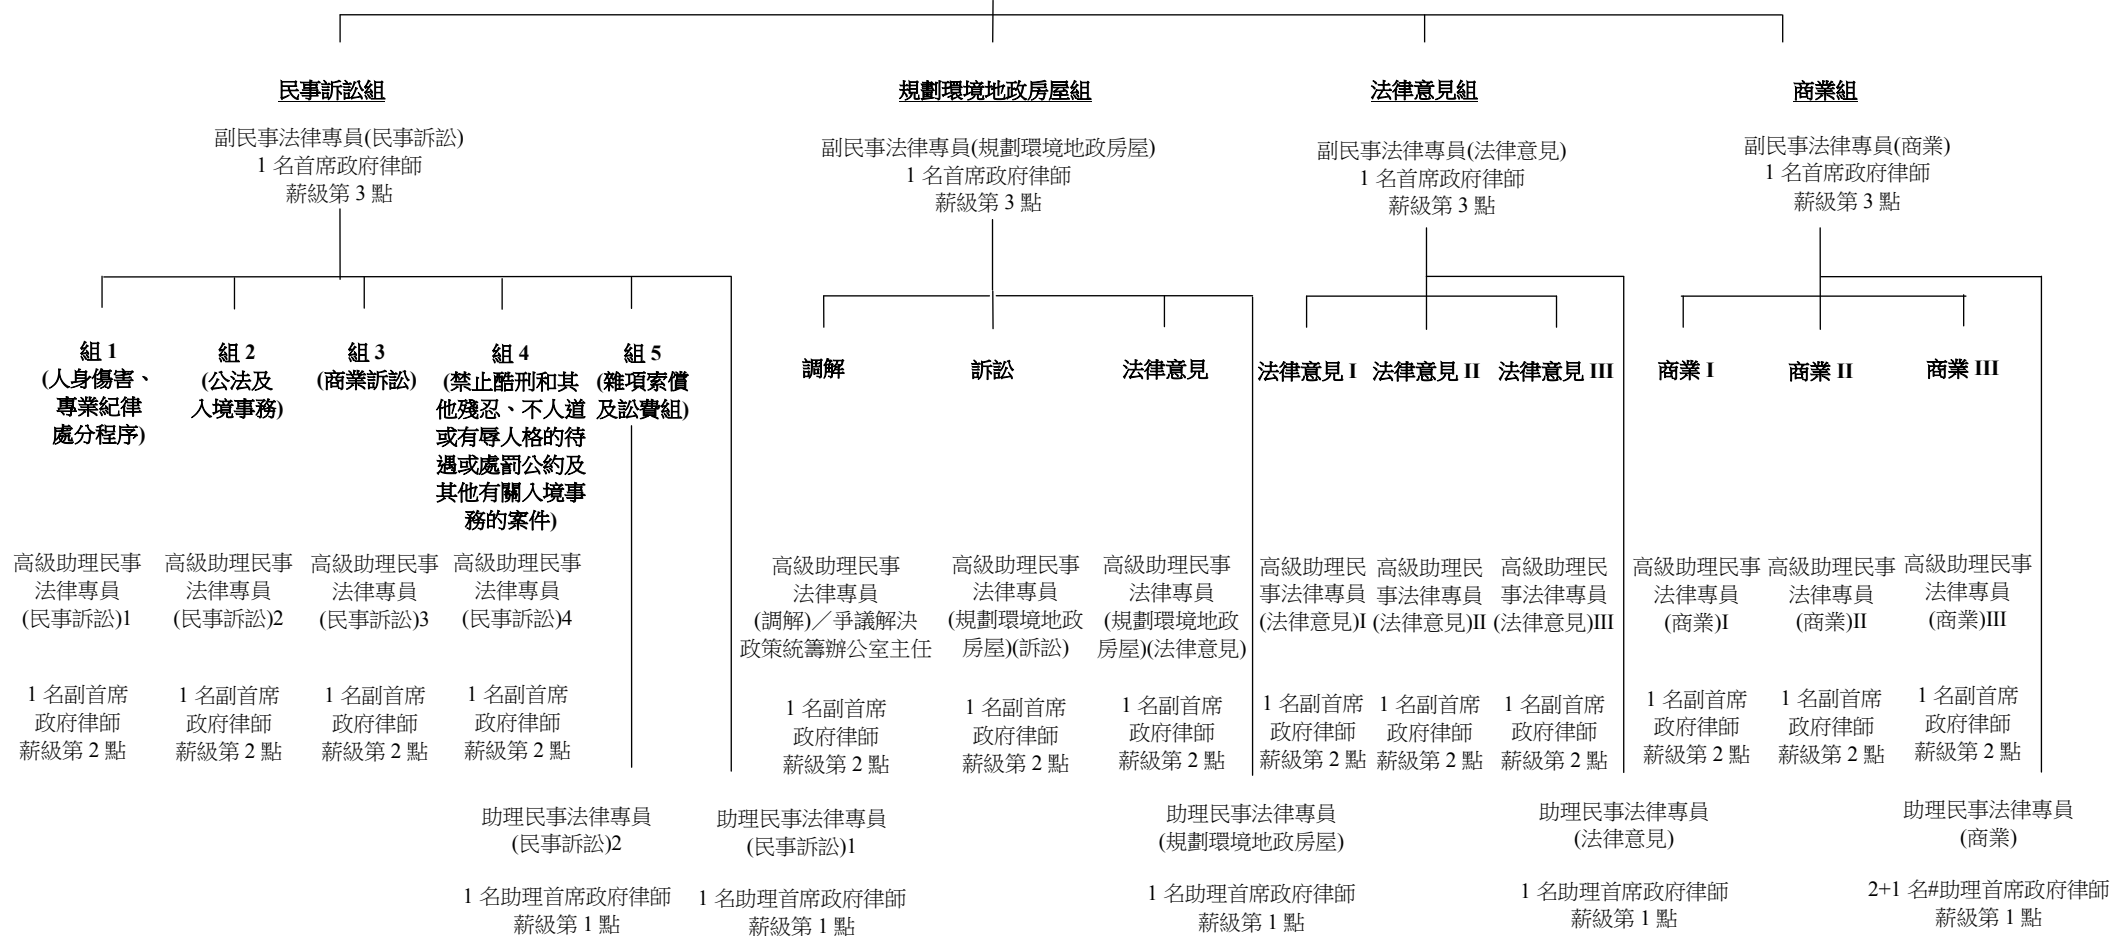 民事訴訟組
副民事法律專員(民事訴訟)
1 名首席政府律師
薪級第 3 點
規劃環境地政房屋組
副民事法律專員(規劃環境地政房屋)
1 名首席政府律師
薪級第 3 點
法律意見組
副民事法律專員(法律意見)
1 名首席政府律師
薪級第 3 點
商業組
副民事法律專員(商業)
1 名首席政府律師
薪級第 3 點
組 1
(人身傷害、
專業紀律
處分程序)
高級助理民事
法律專員
(民事訴訟)1
1 名副首席
政府律師
薪級第 2 點
組 2
(公法及
入境事務)
高級助理民事
法律專員
(民事訴訟)2
1 名副首席
政府律師
薪級第 2 點
組 3
(商業訴訟)
高級助理民事
法律專員
(民事訴訟)3
1 名副首席
政府律師
薪級第 2 點
組 4
(禁止酷刑和其
他殘忍、不人道
或有辱人格的待
遇或處罰公約及
其他有關入境事
務的案件)
高級助理民事
法律專員
(民事訴訟)4
1 名副首席
政府律師
薪級第 2 點
組 5
(雜項索償
及訟費組)
助理民事法律專員
(民事訴訟)2
1 名助理首席政府律師
薪級第 1 點
助理民事法律專員
(民事訴訟)1
1 名助理首席政府律師
薪級第 1 點
調解
高級助理民事
法律專員
(調解)／爭議解決
政策統籌辦公室主任
1 名副首席
政府律師
薪級第 2 點
訴訟
高級助理民事
法律專員
(規劃環境地政
房屋)(訴訟)
1 名副首席
政府律師
薪級第 2 點
法律意見
高級助理民事
法律專員
(規劃環境地政
房屋)(法律意見)
1 名副首席
政府律師
薪級第 2 點
助理民事法律專員
(規劃環境地政房屋)
1 名助理首席政府律師
薪級第 1 點
法律意見 I
高級助理民
事法律專員
(法律意見)I
1 名副首席
政府律師
薪級第 2 點
法律意見 II
高級助理民
事法律專員
(法律意見)II
1 名副首席
政府律師
薪級第 2 點
法律意見 III
高級助理民
事法律專員
(法律意見)III
1 名副首席
政府律師
薪級第 2 點
助理民事法律專員
(法律意見)
1 名助理首席政府律師
薪級第 1 點
商業 I
高級助理民事
法律專員
(商業)I
1 名副首席
政府律師
薪級第 2 點
商業 II
高級助理民事
法律專員
(商業)II
1 名副首席
政府律師
薪級第 2 點
商業 III
高級助理民事
法律專員
(商業)III
1 名副首席
政府律師
薪級第 2 點
助理民事法律專員
(商業)
2+1 名#助理首席政府律師
薪級第 1 點